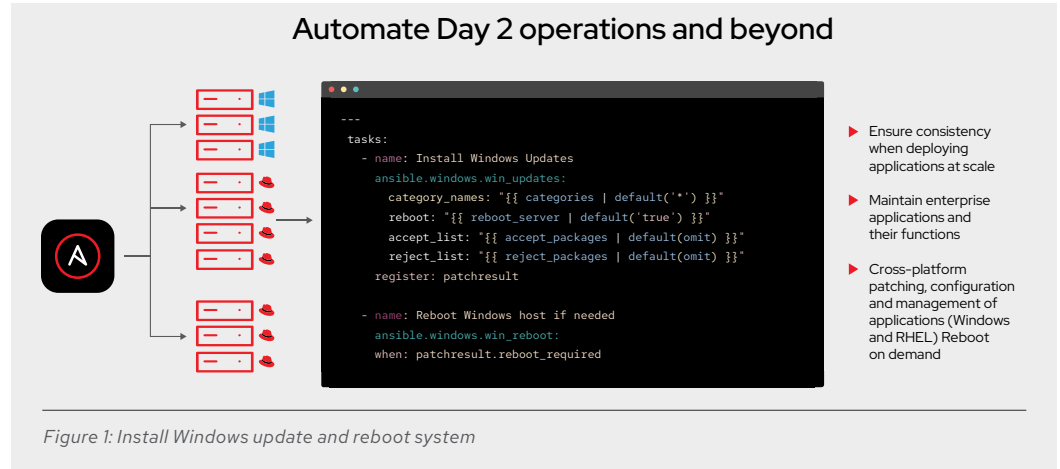 Automate Day 2 operations and beyond
---
tasks:
- name: Install Windows Updates
ansible.windows.win_updates:
category_names: "{{ categories | default('*') }}"
reboot: "{{ reboot_server | default('true') }}"
accept_list: "{{ accept_packages | default(omit) }}"
reject_list: "{{ reject_packages | default(omit) }}"
register: patchresult
- name: Reboot Windows host if needed
ansible.windows.win_reboot:
when: patchresult.reboot_required
Ensure consistency
when deploying
applications at scale
Maintain enterprise
applications and
their functions
Cross-platform
patching, configuration
and management of
applications (Windows
and RHEL) Reboot
on demand
Figure 1: Install Windows update and reboot system